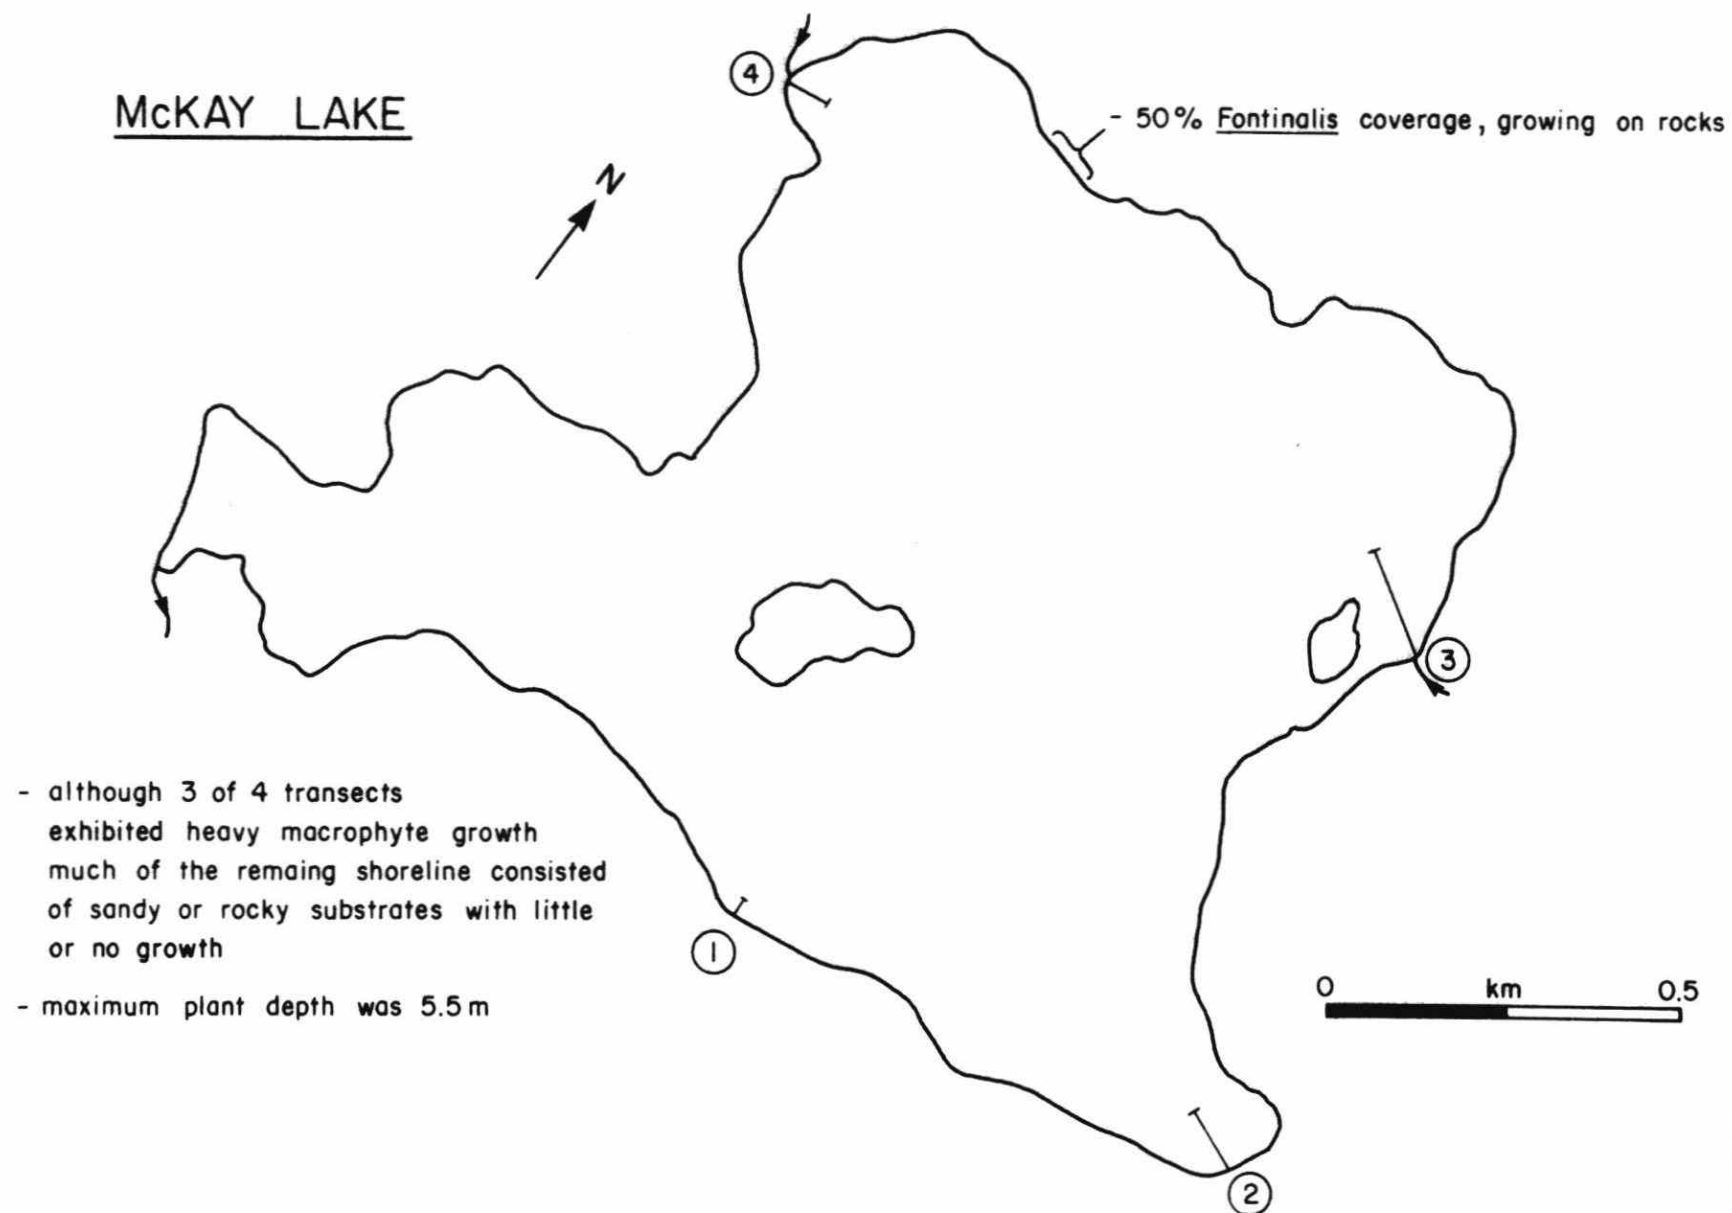 McKAY LAKE
N
4
- 50% Fontinalis coverage, growing on rocks
3
- although 3 of 4 transects
exhibited heavy macrophyte growth
much of the remaing shoreline consisted
of sandy or rocky substrates with little
or no growth
- maximum plant depth was 5.5 m
1
0 km 0.5
2